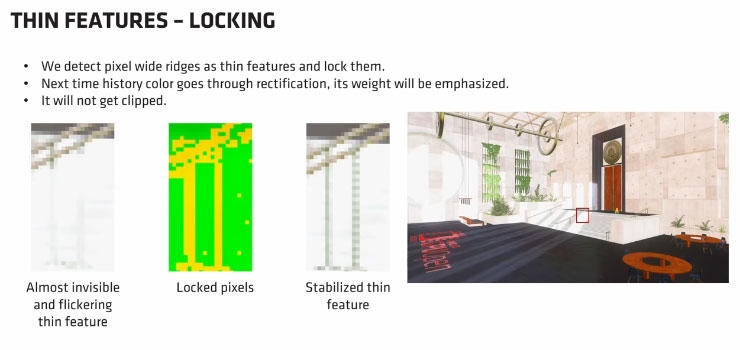 THIN FEATURES – LOCKING
• We detect pixel wide ridges as thin features and lock them.
• Next time history color goes through rectification, its weight will be emphasized.
• It will not get clipped.
Almost invisible
and flickering
thin feature
Locked pixels
Stabilized thin
feature